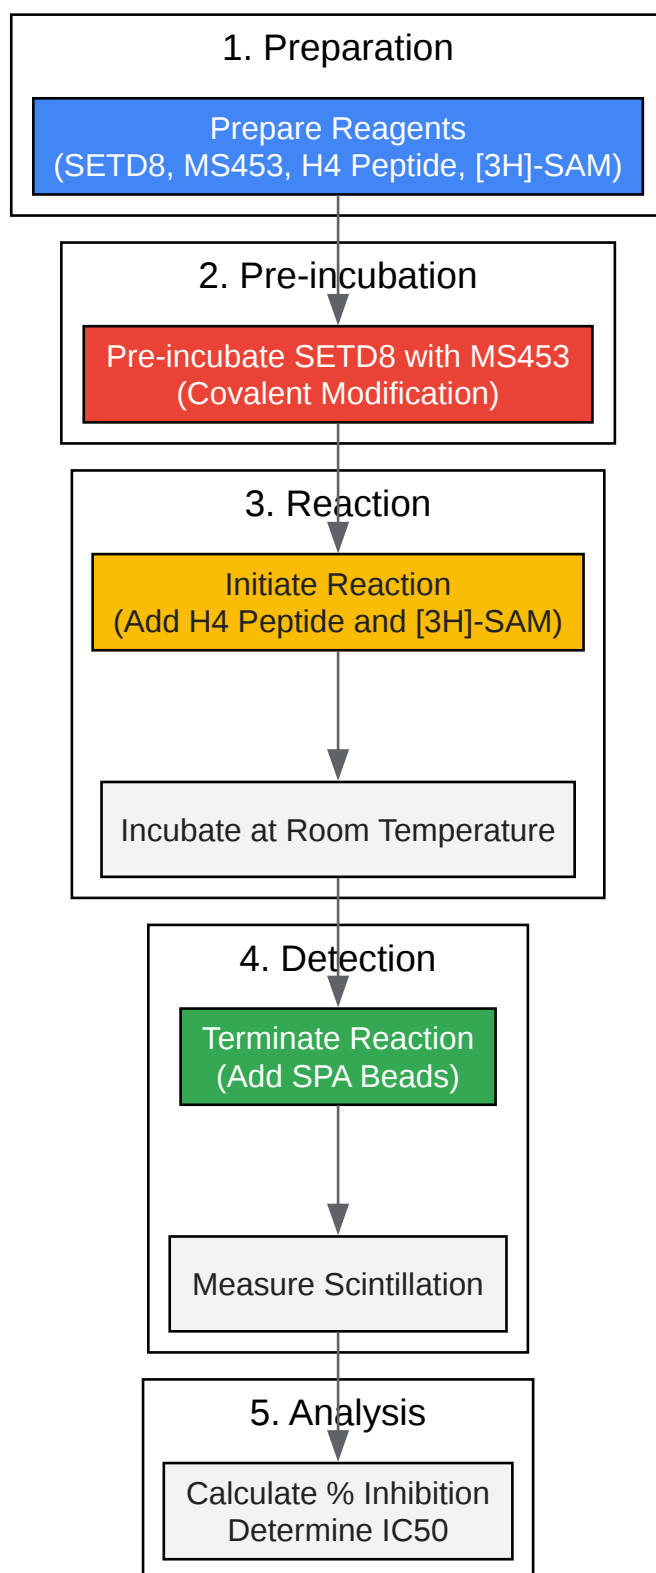 1. Preparation
Prepare Reagents
(SETD8, MS453, H4 Peptide, [3H]-SAM)
2. Pre-incubation
Pre-incubate SETD8 with MS453
(Covalent Modification)
3. Reaction
Initiate Reaction
(Add H4 Peptide and [3H]-SAM)
Incubate at Room Temperature
4. Detection
Terminate Reaction
(Add SPA Beads)
Measure Scintillation
5. Analysis
Calculate % Inhibition
Determine IC50